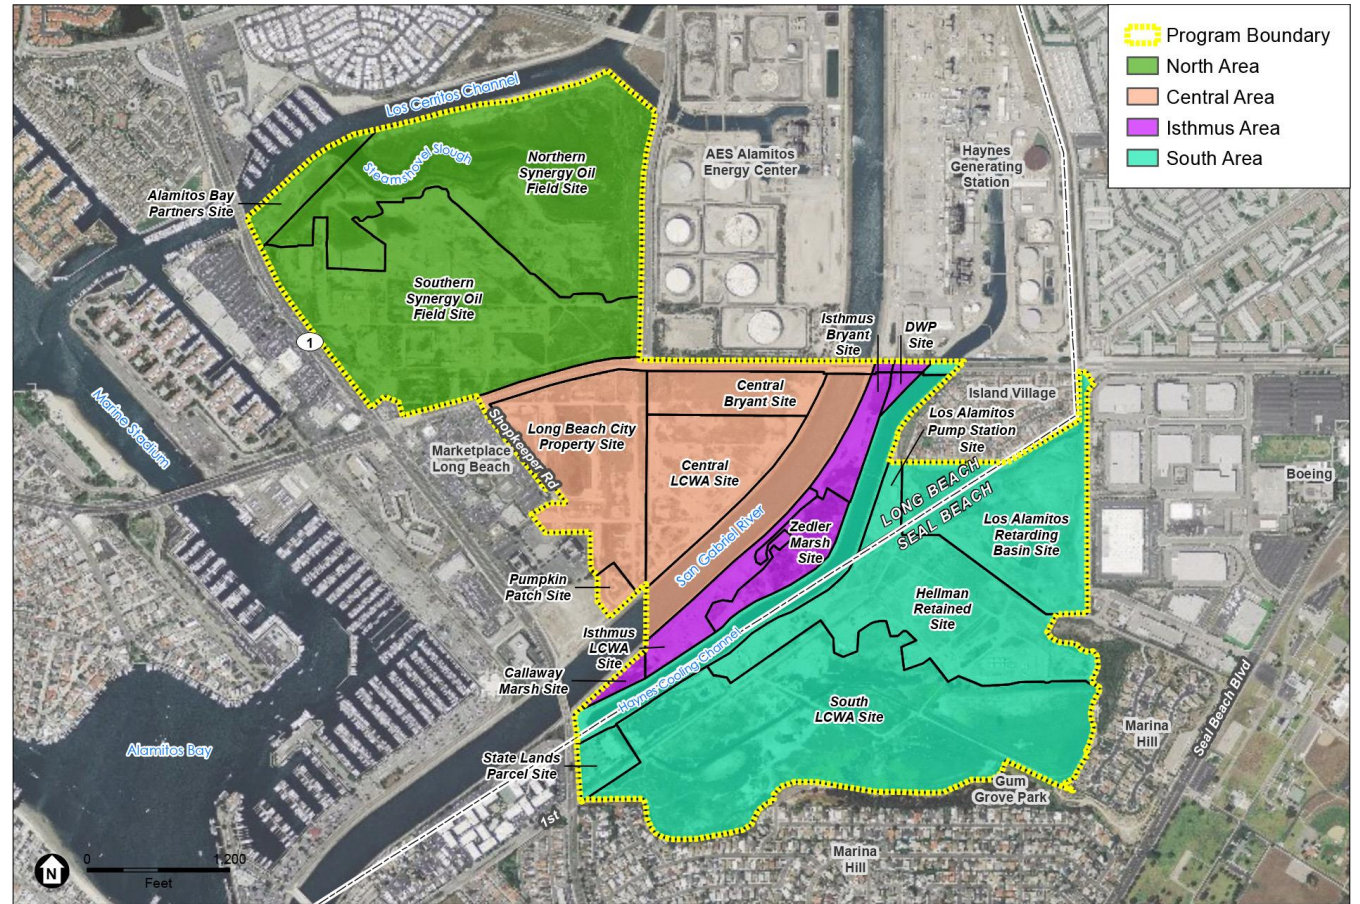 Program Boundary
North Area
Central Area
Isthmus Area
South Area
Los Cerritos Channel
Steamshovel Slough
Northern
Synergy Oil
Field Site
AES Alamitos
Energy Center
Haynes
Generating
Station
Alamitos Bay
Partners Site
Southern
Synergy Oil
Field Site
1
Isthmus
Bryant
Site
DWP
Site
Marine Stadium
Central
Bryant Site
Island Village
Los Alamitos
Pump Station
Site
Shopkeeper Rd
Long Beach City
Property Site
Marketplace
Long Beach
Central
LCWA Site
Boeing
LONG BEACH
SEAL BEACH
San Gabriel River
Zedler
Marsh
Site
Los Alamitos
Retarding
Basin Site
Pumpkin
Patch Site
Hellman
Retained
Site
Isthmus
LCWA
Site
Callaway
Marsh Site
Haynes Cooling Channel
South
LCWA Site
Seal Beach Blvd
Marina
Hill
Alamitos Bay
State Lands
Parcel Site
Gum
Grove Park
1st
Marina
Hill
N
0 1,200
Feet